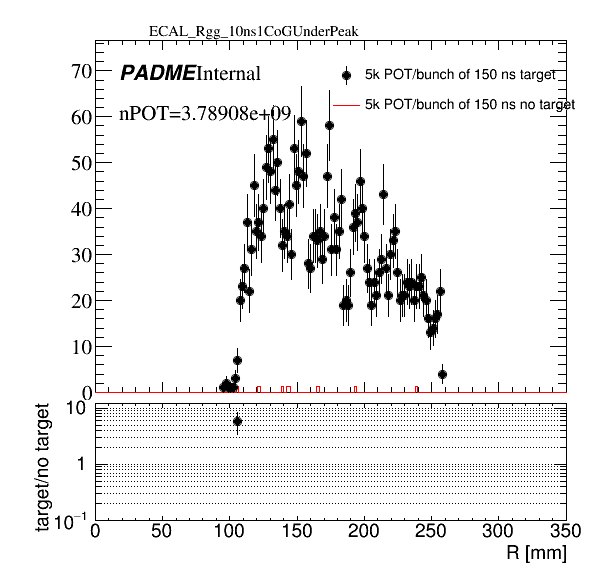 ECAL_Rgg_10ns1CoGUnderPeak
PADME Internal
nPOT=3.78908e+09
5k POT/bunch of 150 ns target
5k POT/bunch of 150 ns no target
70
60
50
40
30
20
10
0
target/no target
10
1
10⁻¹
0 50 100 150 200 250 300 350
R [mm]